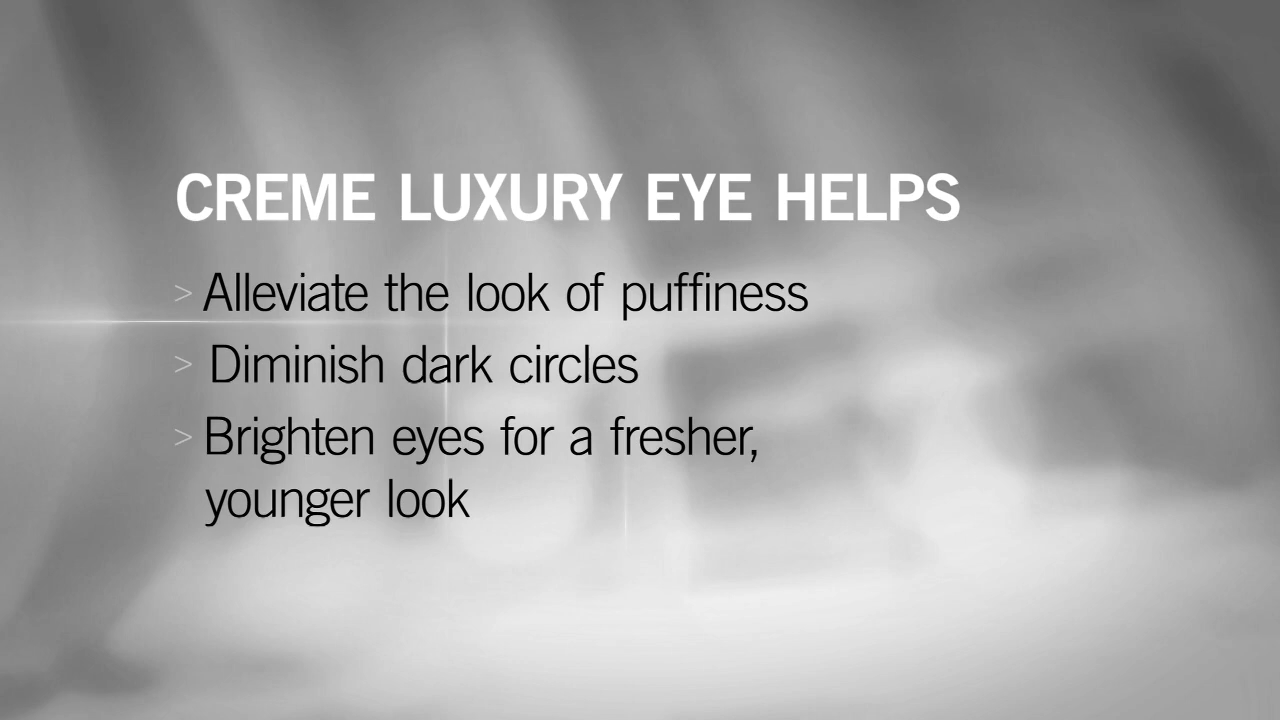 CREME LUXURY EYE HELPS
> Alleviate the look of puffiness
> Diminish dark circles
> Brighten eyes for a fresher,
younger look